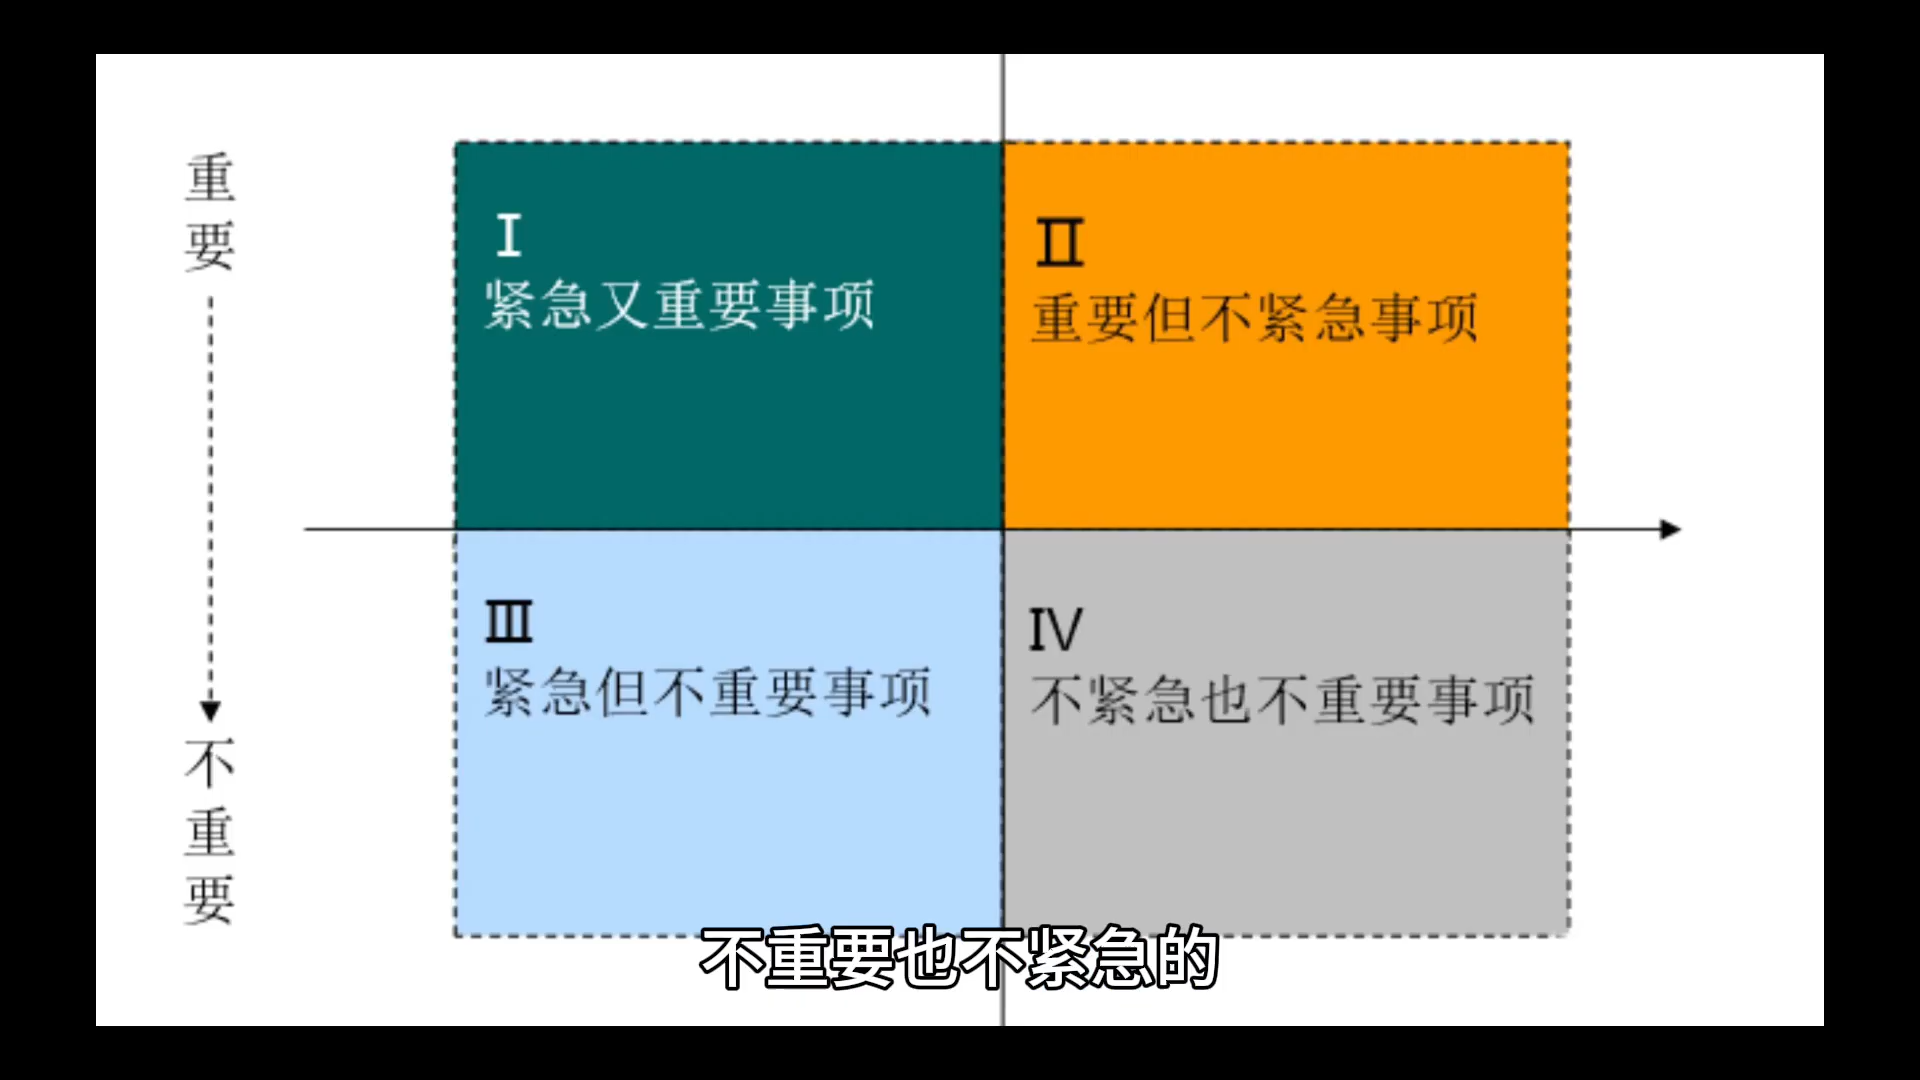 重要
不重要
Ⅰ
紧急又重要事项
Ⅱ
重要但不紧急事项
Ⅲ
紧急但不重要事项
Ⅳ
不紧急也不重要事项
不重要也不紧急的